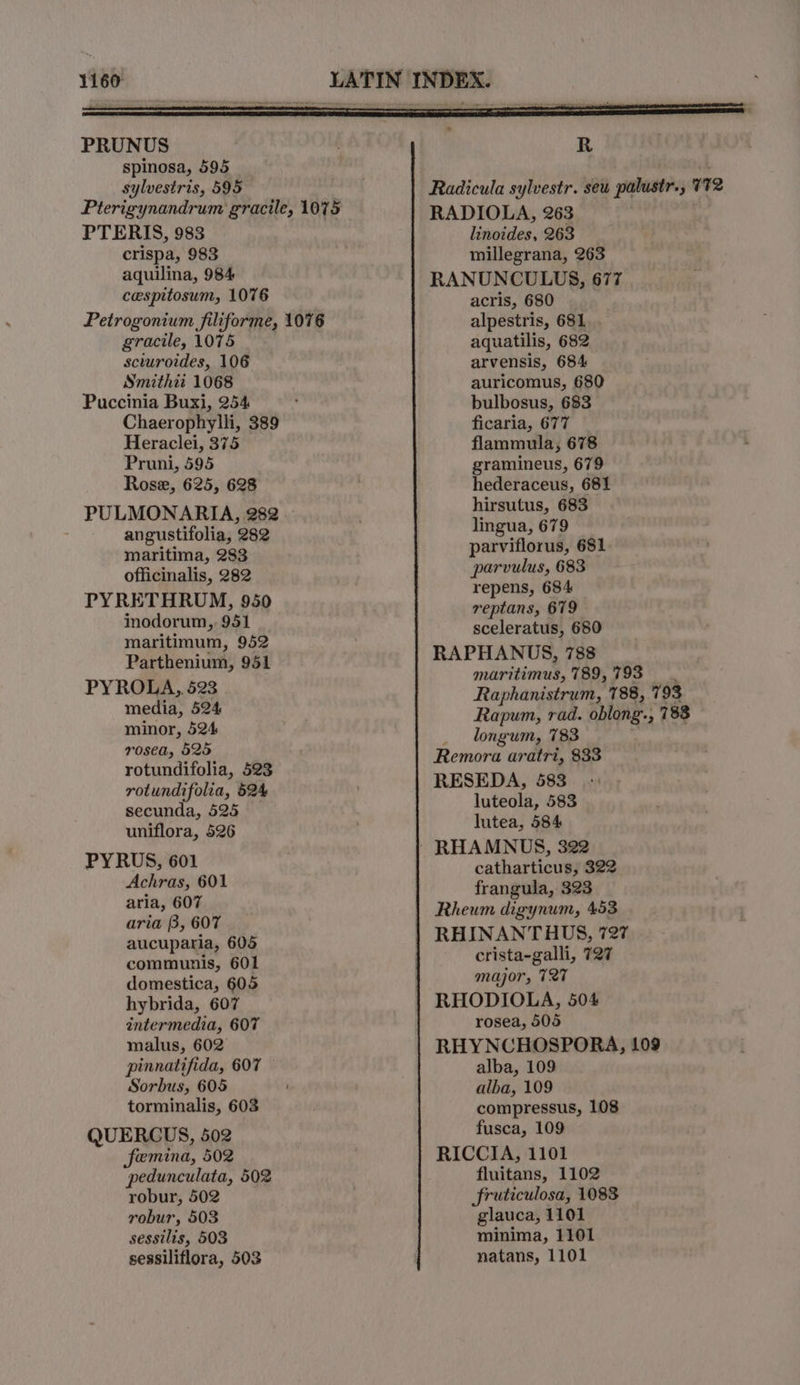 1160 LATIN INDEX.
PRUNUS
spinosa, 595
sylvestris, 595
Pterigynandrum gracile, 1075
PTERIS, 983
crispa, 983
aquilina, 984
cæspitosum, 1076
Petrogonium filiforme, 1076
gracile, 1075
sciuroides, 106
Smithii 1068
Puccinia Buxi, 254
Chaerophylli, 389
Heraclei, 375
Pruni, 595
Rosæ, 625, 628
PULMONARIA, 282
angustifolia, 282
maritima, 283
officinalis, 282
PYRETHRUM, 950
inodorum, 951
maritimum, 952
Parthenium, 951
PYROLA, 523
media, 524
minor, 524
rosea, 525
rotundifolia, 523
rotundifolia, 524
secunda, 525
uniflora, 526
PYRUS, 601
Achras, 601
aria, 607
aria β, 607
aucuparia, 605
communis, 601
domestica, 605
hybrida, 607
intermedia, 607
malus, 602
pinnatifida, 607
Sorbus, 605
torminalis, 603
QUERCUS, 502
fæmina, 502
pedunculata, 502
robur, 502
robur, 503
sessilis, 503
sessiliflora, 503
R
Radicula sylvestr. seu palustr., 772
RADIOLA, 263
linoides, 263
millegrana, 263
RANUNCULUS, 677
acris, 680
alpestris, 681
aquatilis, 682
arvensis, 684
auricomus, 680
bulbosus, 683
ficaria, 677
flammula, 678
gramineus, 679
hederaceus, 681
hirsutus, 683
lingua, 679
parviflorus, 681
parvulus, 683
repens, 684
reptans, 679
sceleratus, 680
RAPHANUS, 788
maritimus, 789, 793
Raphanistrum, 788, 793
Rapum, rad. oblong., 783
longum, 783
Remora aratri, 833
RESEDA, 583
luteola, 583
lutea, 584
RHAMNUS, 322
catharticus, 322
frangula, 323
Rheum digynum, 453
RHINANTHUS, 727
crista-galli, 727
major, 727
RHODIOLA, 504
rosea, 505
RHYNCHOSPORA, 109
alba, 109
alba, 109
compressus, 108
fusca, 109
RICCIA, 1101
fluitans, 1102
fruticulosa, 1083
glauca, 1101
minima, 1101
natans, 1101